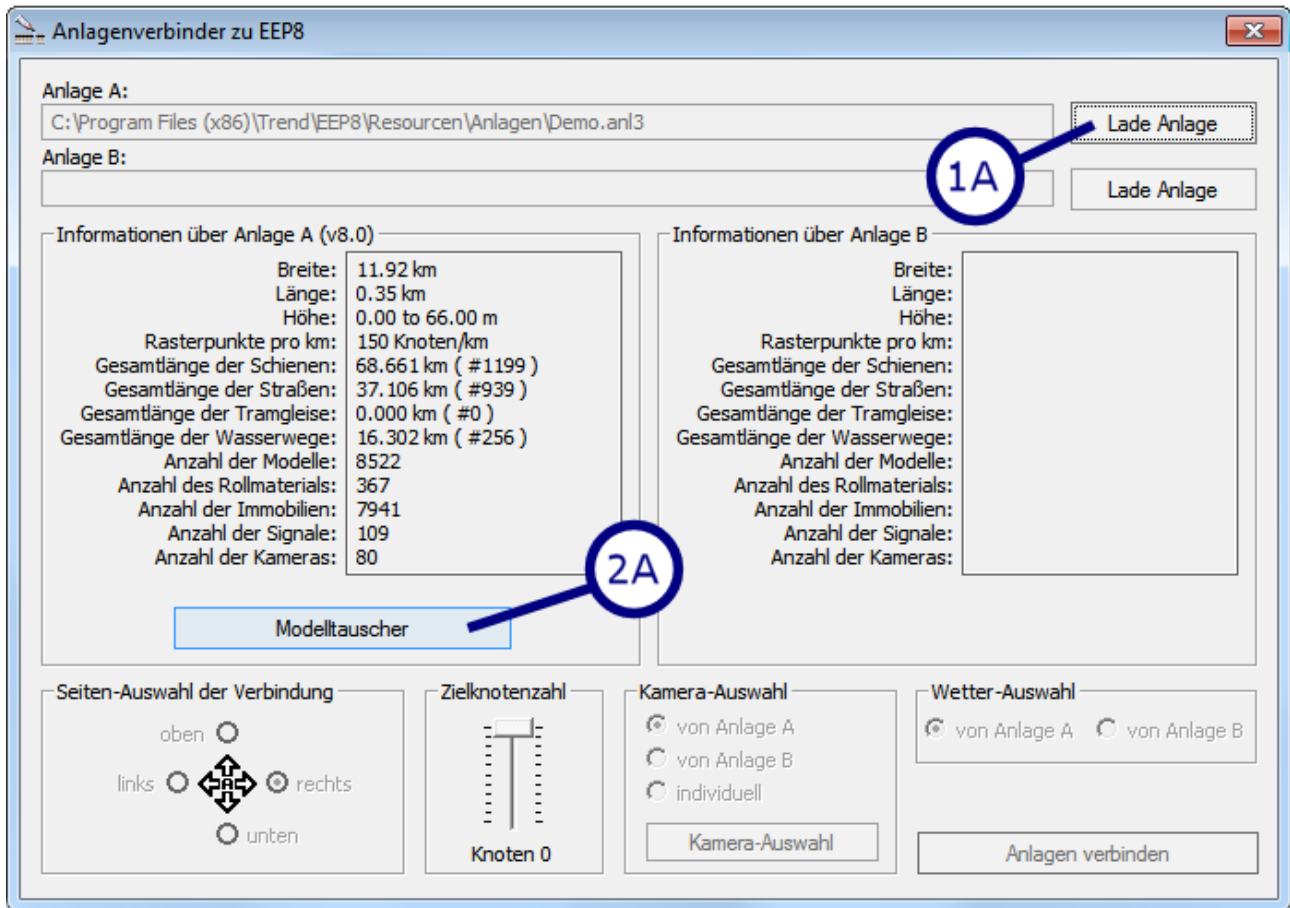 Anlagenverbinder zu EEP8
Anlage A:
C:\Program Files (x86)\Trend\EEP8\Resourcen\Anlagen\Demo.anl3
Lade Anlage
1A
Anlage B:
Lade Anlage
Informationen über Anlage A (v8.0)
Breite: 11.92 km
Länge: 0.35 km
Höhe: 0.00 to 66.00 m
Rasterpunkte pro km: 150 Knoten/km
Gesamtlänge der Schienen: 68.661 km ( #1199 )
Gesamtlänge der Straßen: 37.106 km ( #939 )
Gesamtlänge der Tramgleise: 0.000 km ( #0 )
Gesamtlänge der Wasserwege: 16.302 km ( #256 )
Anzahl der Modelle: 8522
Anzahl des Rollmaterials: 367
Anzahl der Immobilien: 7941
Anzahl der Signale: 109
Anzahl der Kameras: 80
2A
Modelltauscher
Informationen über Anlage B
Breite:
Länge:
Höhe:
Rasterpunkte pro km:
Gesamtlänge der Schienen:
Gesamtlänge der Straßen:
Gesamtlänge der Tramgleise:
Gesamtlänge der Wasserwege:
Anzahl der Modelle:
Anzahl des Rollmaterials:
Anzahl der Immobilien:
Anzahl der Signale:
Anzahl der Kameras:
Seiten-Auswahl der Verbindung
oben
links A rechts
unten
Zielknotenzahl
Knoten 0
Kamera-Auswahl
von Anlage A
von Anlage B
individuell
Kamera-Auswahl
Wetter-Auswahl
von Anlage A von Anlage B
Anlagen verbinden